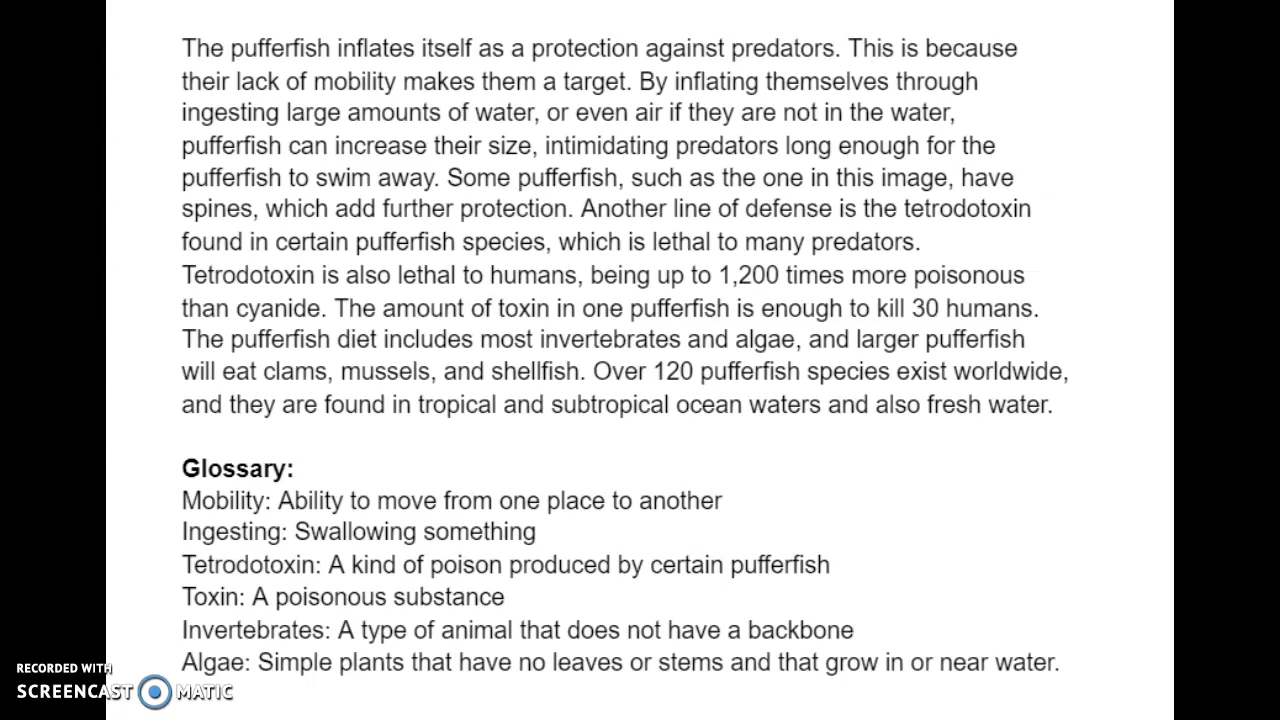 The pufferfish inflates itself as a protection against predators. This is because
their lack of mobility makes them a target. By inflating themselves through
ingesting large amounts of water, or even air if they are not in the water,
pufferfish can increase their size, intimidating predators long enough for the
pufferfish to swim away. Some pufferfish, such as the one in this image, have
spines, which add further protection. Another line of defense is the tetrodotoxin
found in certain pufferfish species, which is lethal to many predators.
Tetrodotoxin is also lethal to humans, being up to 1,200 times more poisonous
than cyanide. The amount of toxin in one pufferfish is enough to kill 30 humans.
The pufferfish diet includes most invertebrates and algae, and larger pufferfish
will eat clams, mussels, and shellfish. Over 120 pufferfish species exist worldwide,
and they are found in tropical and subtropical ocean waters and also fresh water.
Glossary:
Mobility: Ability to move from one place to another
Ingesting: Swallowing something
Tetrodotoxin: A kind of poison produced by certain pufferfish
Toxin: A poisonous substance
Invertebrates: A type of animal that does not have a backbone
Algae: Simple plants that have no leaves or stems and that grow in or near water.
RECORDED WITH
SCREENCAST MATIC